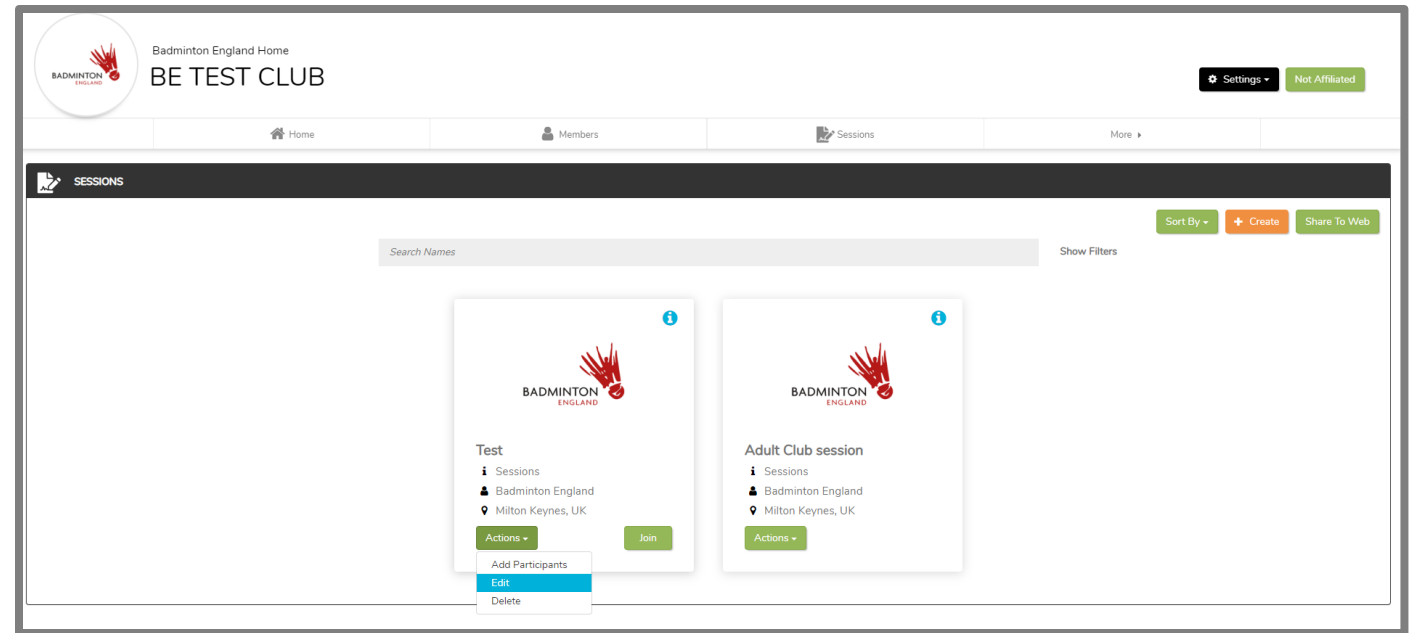 BADMINTON
ENGLAND
Badminton England Home
BE TEST CLUB
Settings
Not Affiliated
Home
Members
Sessions
More
SESSIONS
Sort By
+ Create
Share To Web
Search Names
Show Filters
BADMINTON
ENGLAND
Test
Sessions
Badminton England
Milton Keynes, UK
Actions
Join
Add Participants
Edit
Delete
BADMINTON
ENGLAND
Adult Club session
Sessions
Badminton England
Milton Keynes, UK
Actions